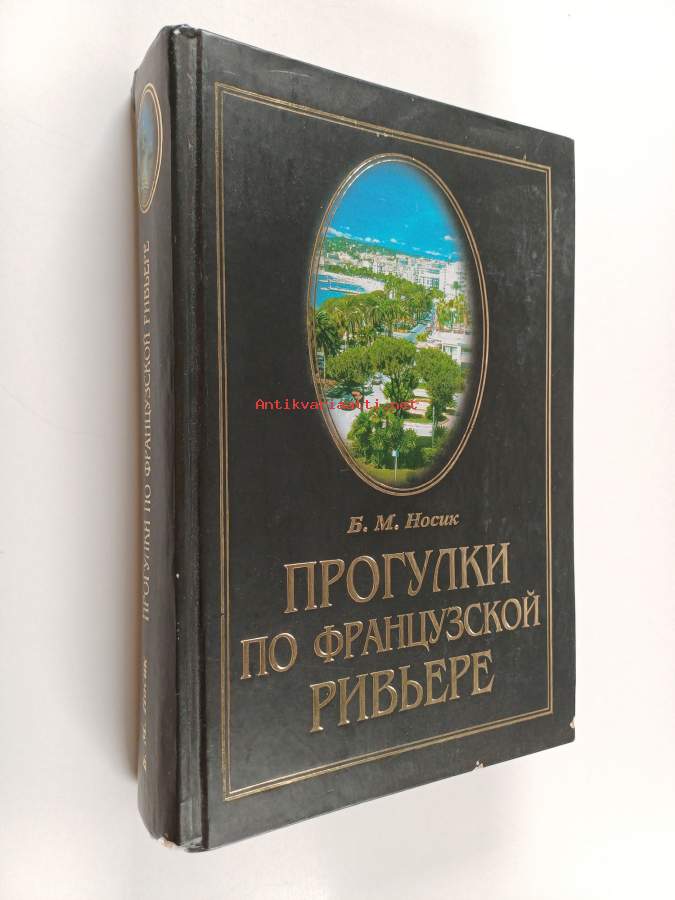 Б. М. Носик
ПРОГУЛКИ
ПО ФРАНЦУЗСКОЙ
РИВЬЕРЕ
Б. М. Носик ПРОГУЛКИ ПО ФРАНЦУЗСКОЙ РИВЬЕРЕ
Antikvariaatti.net